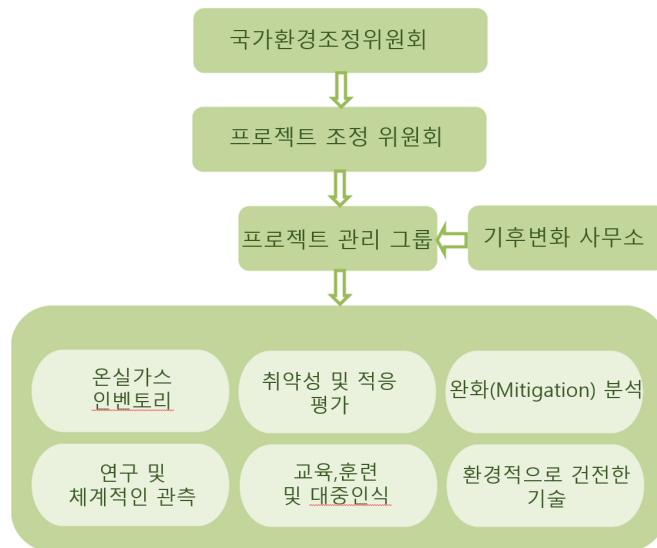 국가환경조정위원회
프로젝트 조정 위원회
프로젝트 관리 그룹
기후변화 사무소
온실가스
인벤토리
취약성 및 적응
평가
완화(Mitigation) 분석
연구 및
체계적인 관측
교육,훈련
및 대중인식
환경적으로 건전한
기술